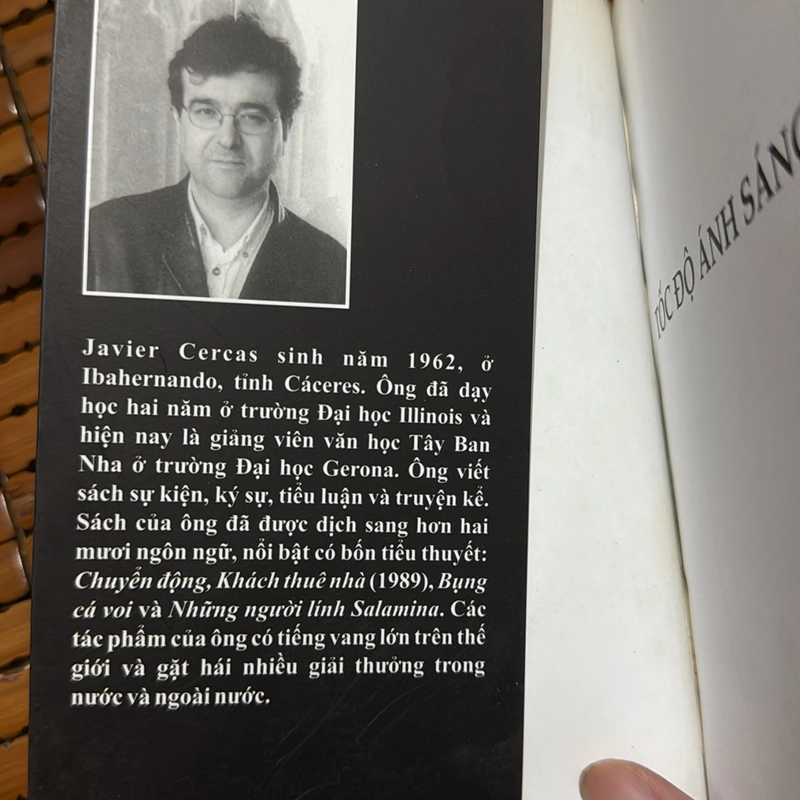 Javier Cercas sinh năm 1962, ở
Ibahernando, tỉnh Cáceres. Ông đã dạy
học hai năm ở trường Đại học Illinois và
hiện nay là giảng viên văn học Tây Ban
Nha ở trường Đại học Gerona. Ông viết
sách sự kiện, ký sự, tiểu luận và truyện kể.
Sách của ông đã được dịch sang hơn hai
mươi ngôn ngữ, nổi bật có bốn tiểu thuyết:
Chuyển động, Khách thuê nhà (1989), Bụng
cá voi và Những người lính Salamina. Các
tác phẩm của ông có tiếng vang lớn trên thế
giới và gặt hái nhiều giải thưởng trong
nước và ngoài nước.
TỐC ĐỘ ÁNH SÁNG